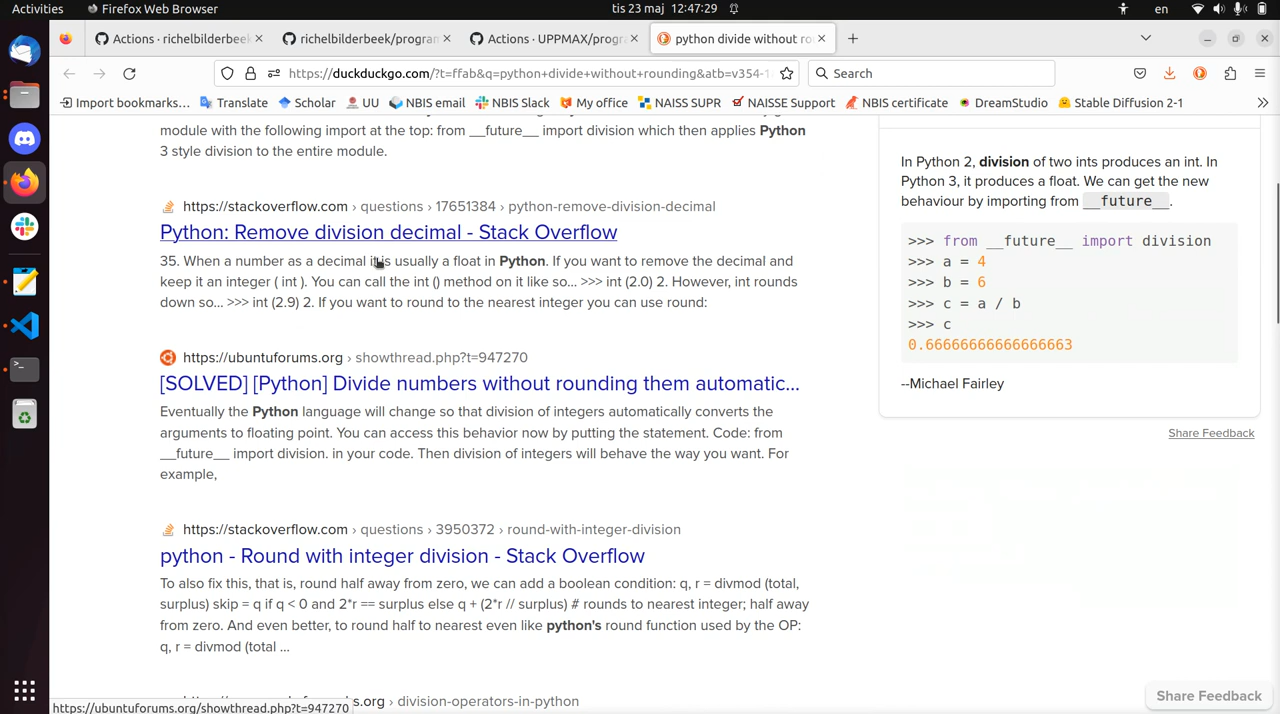 Activities
Firefox Web Browser
tis 23 maj 12:47:29
en
Actions · richelbilderbeek
richelbilderbeek/program
Actions · UPPMAX/progr
python divide without ro
https://duckduckgo.com/?t=ffab&q=python+divide+without+rounding&atb=v354-1
Search
Import bookmarks...
Translate
Scholar
UU
NBIS email
NBIS Slack
My office
NAISS SUPR
NAISSE Support
NBIS certificate
DreamStudio
Stable Diffusion 2-1
module with the following import at the top: from __future__ import division which then applies Python
3 style division to the entire module.
https://stackoverflow.com › questions › 17651384 › python-remove-division-decimal
Python: Remove division decimal - Stack Overflow
35. When a number as a decimal it is usually a float in Python. If you want to remove the decimal and
keep it an integer ( int ). You can call the int () method on it like so... >>> int (2.0) 2. However, int rounds
down so... >>> int (2.9) 2. If you want to round to the nearest integer you can use round:
https://ubuntuforums.org › showthread.php?t=947270
[SOLVED] [Python] Divide numbers without rounding them automatic...
Eventually the Python language will change so that division of integers automatically converts the
arguments to floating point. You can access this behavior now by putting the statement. Code: from
__future__ import division. in your code. Then division of integers will behave the way you want. For
example,
https://stackoverflow.com › questions › 3950372 › round-with-integer-division
python - Round with integer division - Stack Overflow
To also fix this, that is, round half away from zero, we can add a boolean condition: q, r = divmod (total,
surplus) skip = q if q < 0 and 2*r == surplus else q + (2*r // surplus) # rounds to nearest integer; half away
from zero. And even better, to round half to nearest even like python's round function used by the OP:
q, r = divmod (total ...
s.org › division-operators-in-python
https://ubuntuforums.org/showthread.php?t=947270
In Python 2, division of two ints produces an int. In
Python 3, it produces a float. We can get the new
behaviour by importing from __future__.
>>> from __future__ import division
>>> a = 4
>>> b = 6
>>> c = a / b
>>> c
0.66666666666666663
--Michael Fairley
Share Feedback
Share Feedback